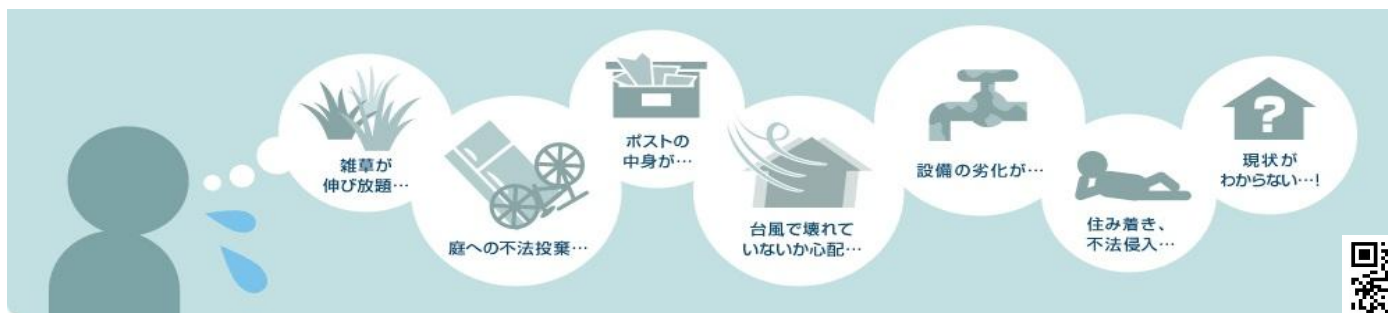 雑草が
伸び放題…
庭への不法投棄…
ポストの
中身が…
台風で壊れて
いないか心配…
設備の劣化が…
住み着き、
不法侵入…
現状が
わからない…!
?